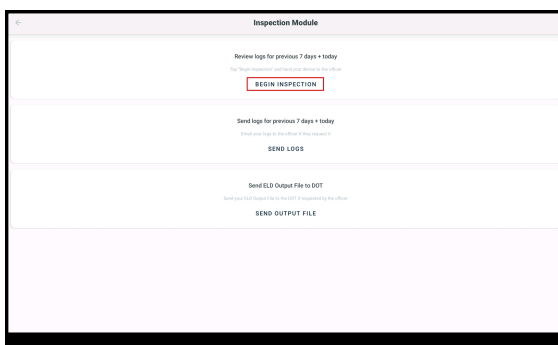 Inspection Module
Review logs for previous 7 days + today
Tap 'Begin Inspection' and hand your device to the officer
BEGIN INSPECTION
Send logs for previous 7 days + today
Email your logs to the officer if they request it
SEND LOGS
Send ELD Output File to DOT
Send your ELD Output File to the DOT if requested by the officer
SEND OUTPUT FILE